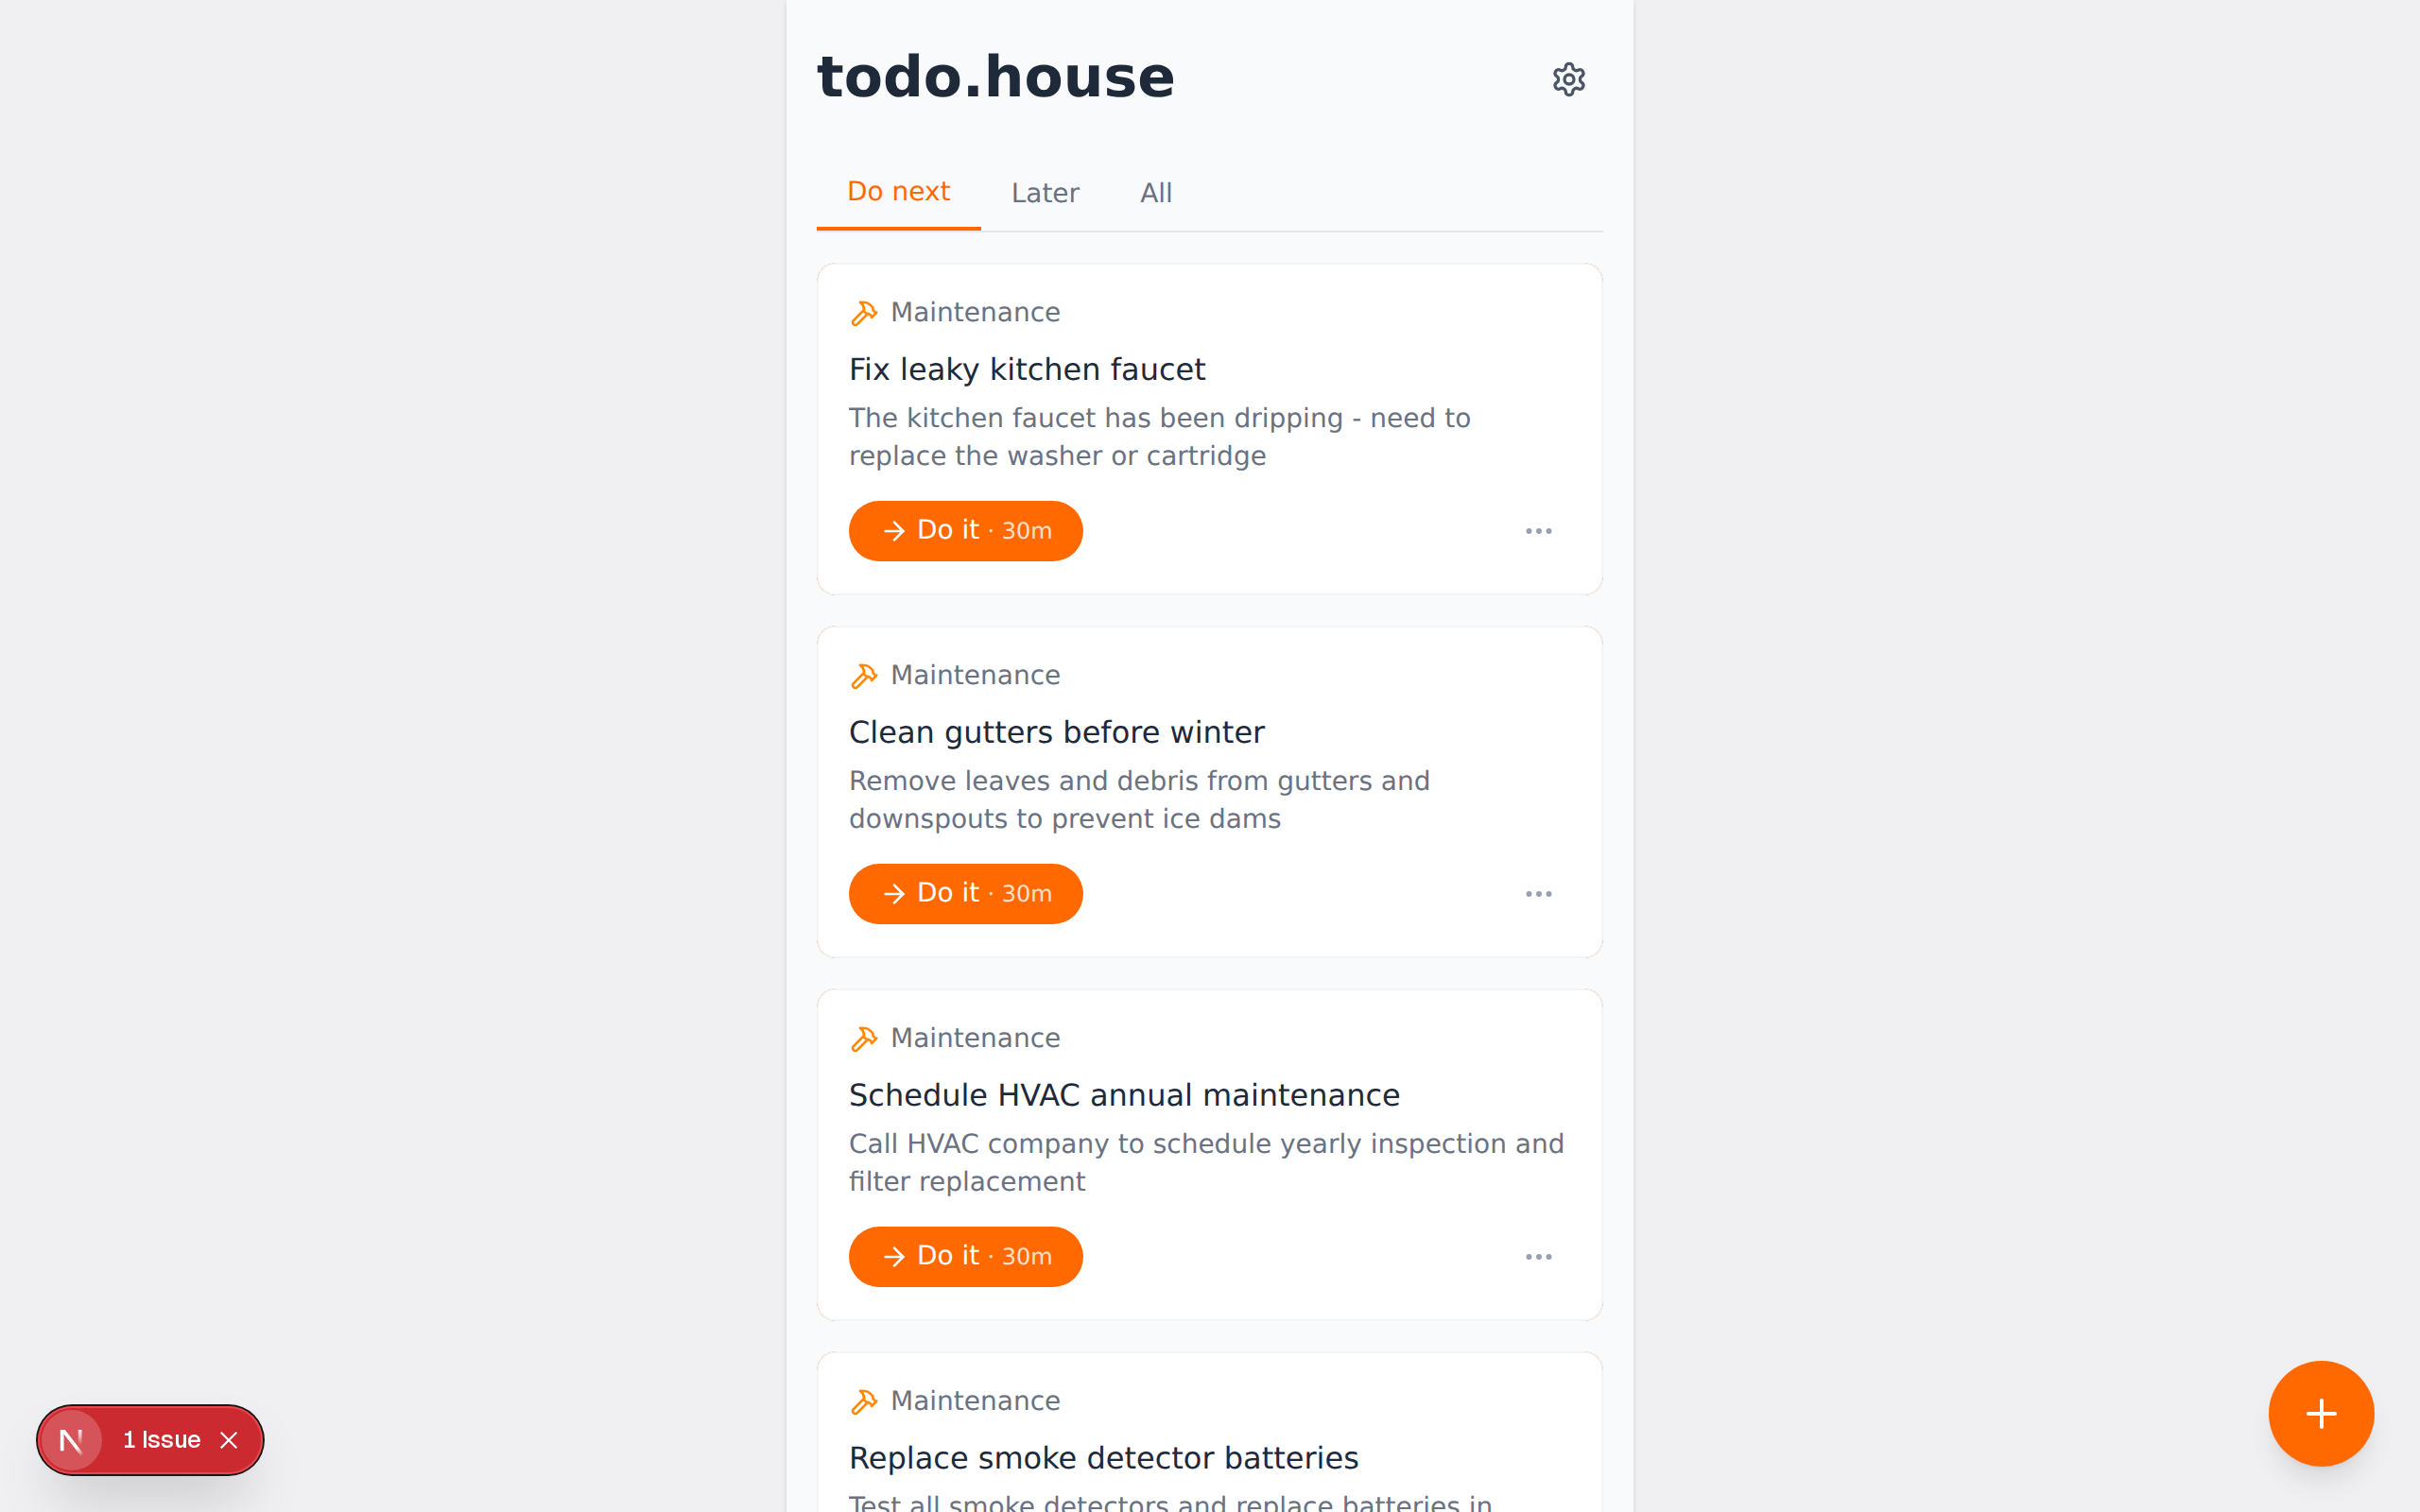 todo.house
Do next Later All
Maintenance
Fix leaky kitchen faucet
The kitchen faucet has been dripping - need to
replace the washer or cartridge
Do it · 30m
Maintenance
Clean gutters before winter
Remove leaves and debris from gutters and
downspouts to prevent ice dams
Do it · 30m
Maintenance
Schedule HVAC annual maintenance
Call HVAC company to schedule yearly inspection and
filter replacement
Do it · 30m
Maintenance
Replace smoke detector batteries
Test all smoke detectors and replace batteries in
N 1 Issue